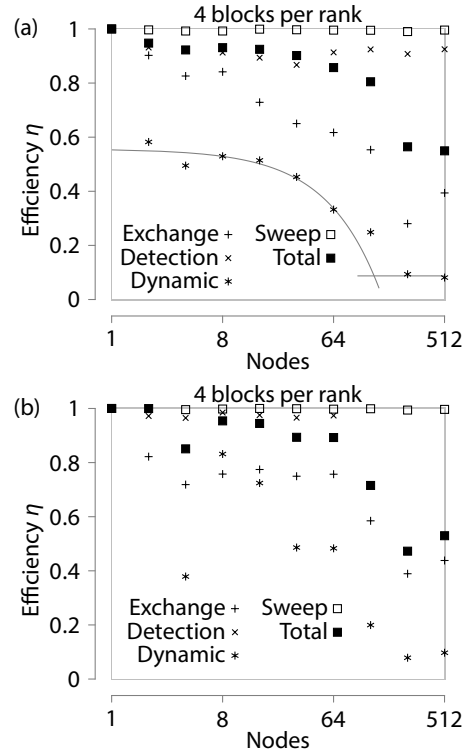 (a)
4 blocks per rank
1
0.8
0.6
0.4
0.2
0
Efficiency η
Exchange + Sweep □
Detection × Total ■
Dynamic *
1 8 64 512
Nodes
(b)
4 blocks per rank
1
0.8
0.6
0.4
0.2
0
Efficiency η
Exchange + Sweep □
Detection × Total ■
Dynamic *
1 8 64 512
Nodes